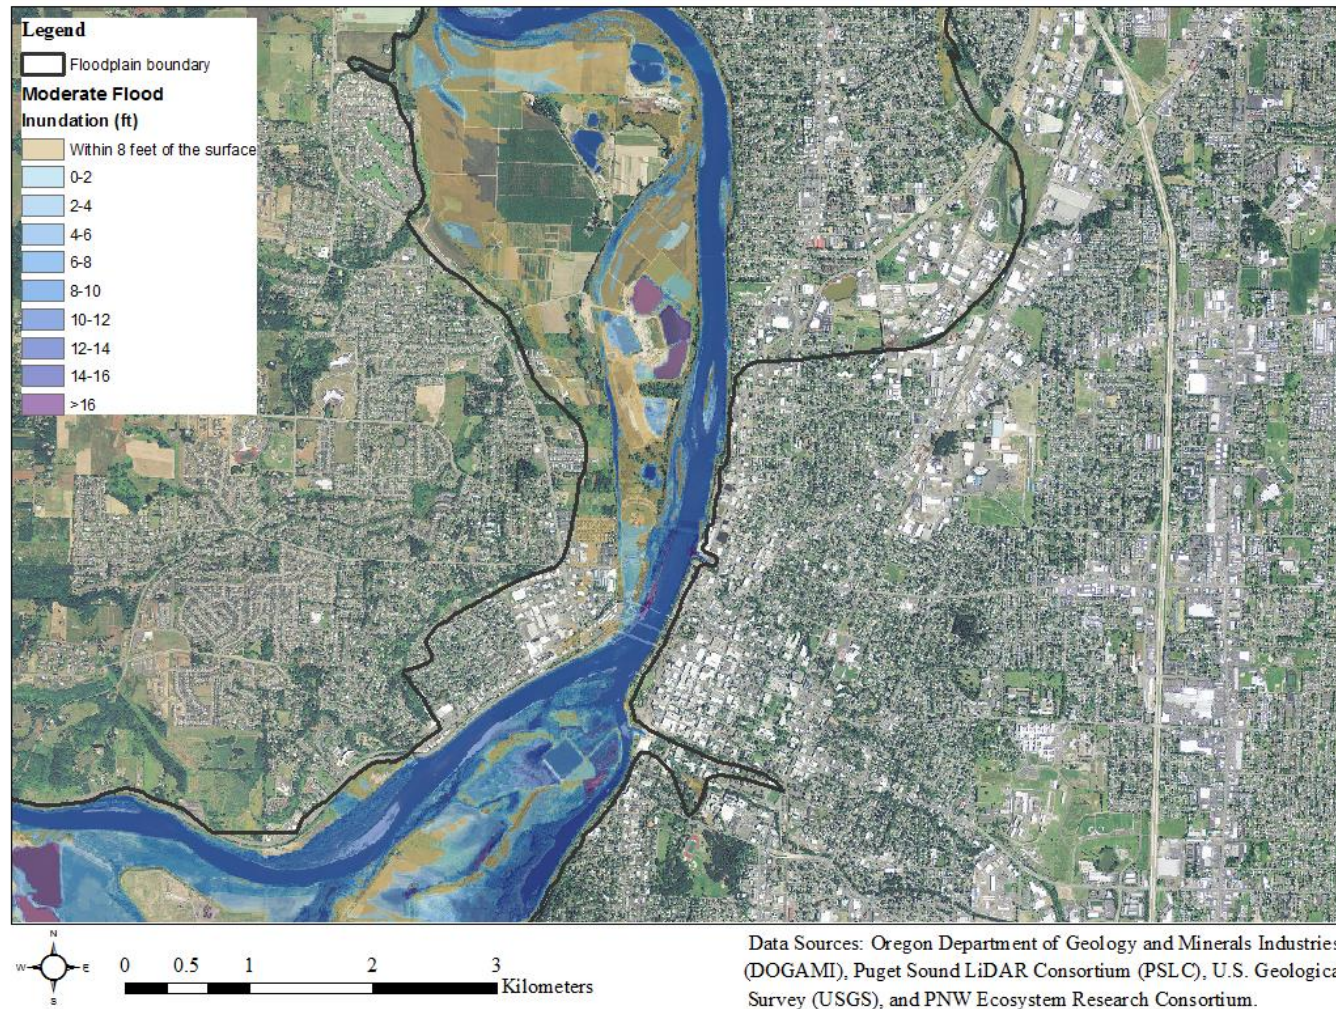 Legend
Floodplain boundary
Moderate Flood
Inundation (ft)
Within 8 feet of the surface
0-2
2-4
4-6
6-8
8-10
10-12
12-14
14-16
>16
N
W
E
S
0 0.5 1 2 3
Kilometers
Data Sources: Oregon Department of Geology and Minerals Industries
(DOGAMI), Puget Sound LiDAR Consortium (PSLC), U.S. Geologica
Survey (USGS), and PNW Ecosystem Research Consortium.